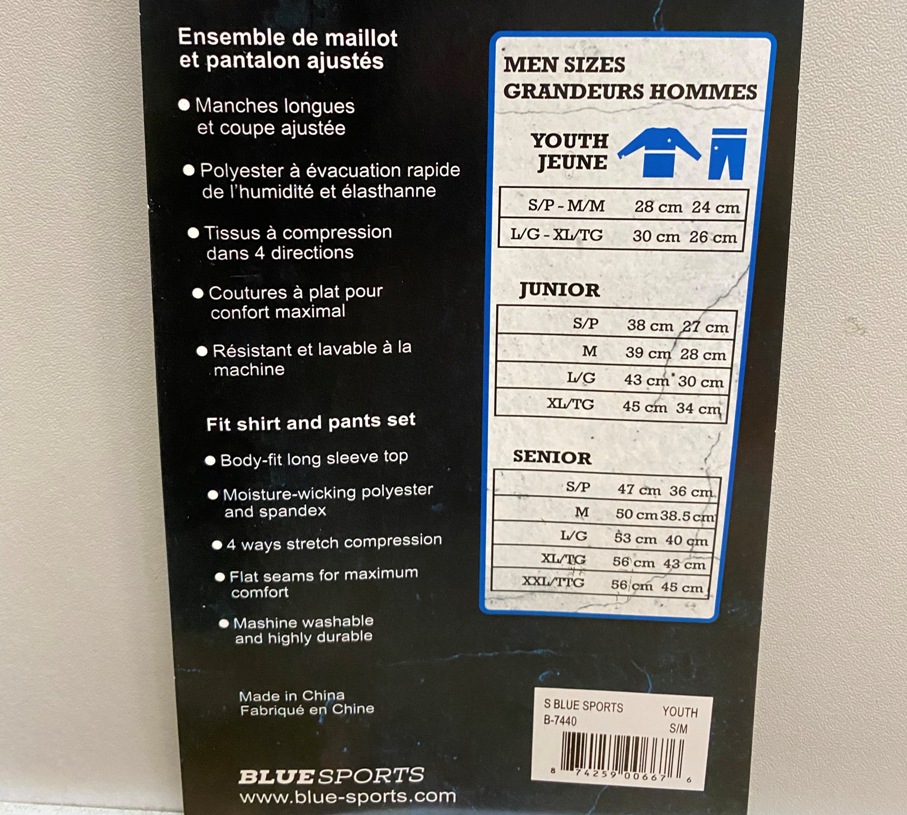 Ensemble de maillot
et pantalon ajustés
● Manches longues
et coupe ajustée
● Polyester à évacuation rapide
de l'humidité et élasthanne
● Tissus à compression
dans 4 directions
● Coutures à plat pour
confort maximal
● Résistant et lavable à la
machine
Fit shirt and pants set
● Body-fit long sleeve top
● Moisture-wicking polyester
and spandex
● 4 ways stretch compression
● Flat seams for maximum
comfort
● Mashine washable
and highly durable
Made in China
Fabriqué en Chine
BLUESPORTS
www.blue-sports.com
MEN SIZES
GRANDEURS HOMMES
YOUTH
JEUNE
S/P - M/M 28 cm 24 cm
L/G - XL/TG 30 cm 26 cm
JUNIOR
S/P 38 cm 27 cm
M 39 cm 28 cm
L/G 43 cm 30 cm
XL/TG 45 cm 34 cm
SENIOR
S/P 47 cm 36 cm
M 50 cm 38.5 cm
L/G 53 cm 40 cm
XL/TG 56 cm 43 cm
XXL/TTG 56 cm 45 cm
S BLUE SPORTS YOUTH
B-7440 S/M
8 74259 00667 6